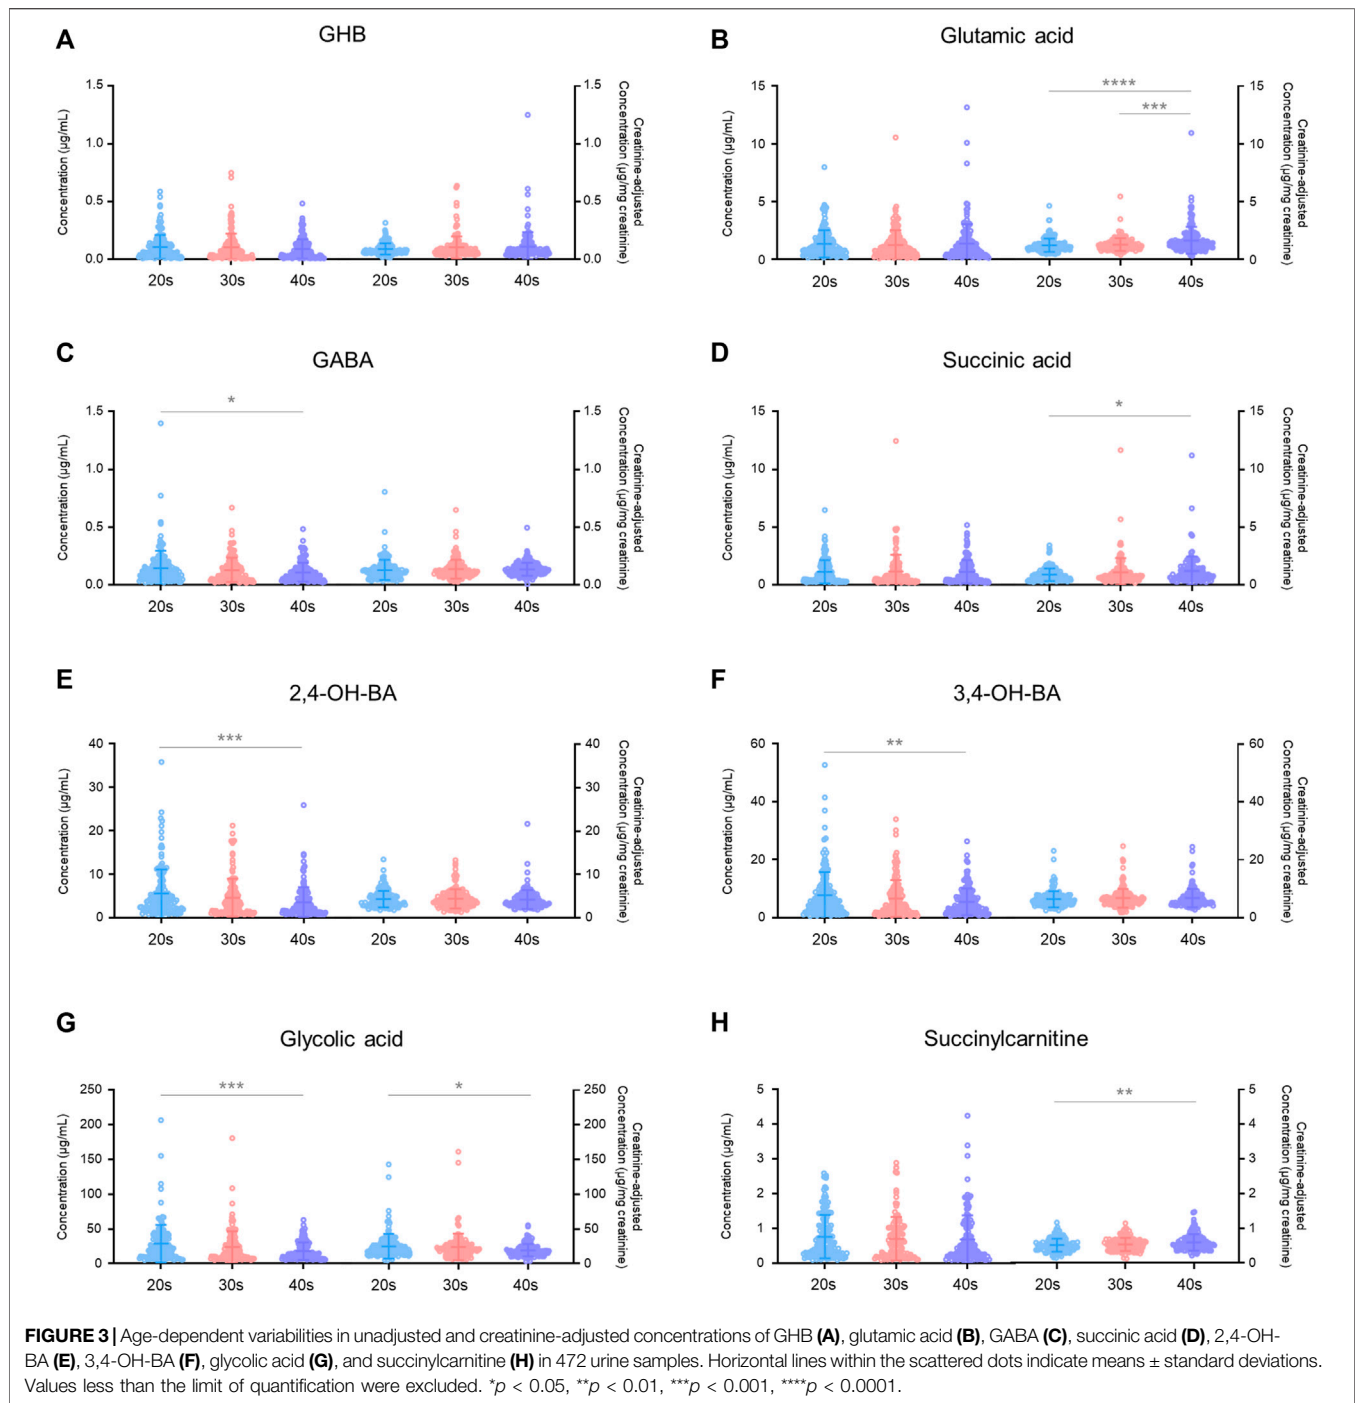 A
GHB
Concentration (µg/mL)
1.5
1.0
0.5
0.0
20s 30s 40s 20s 30s 40s
1.5
1.0
0.5
0.0
Creatinine-adjusted
Concentration (µg/mg creatinine)
B
Glutamic acid
Concentration (µg/mL)
15
10
5
0
****
***
20s 30s 40s 20s 30s 40s
15
10
5
0
Creatinine-adjusted
Concentration (µg/mg creatinine)
C
GABA
Concentration (µg/mL)
1.5
1.0
0.5
0.0
*
20s 30s 40s 20s 30s 40s
1.5
1.0
0.5
0.0
Creatinine-adjusted
Concentration (µg/mg creatinine)
D
Succinic acid
Concentration (µg/mL)
15
10
5
0
*
20s 30s 40s 20s 30s 40s
15
10
5
0
Creatinine-adjusted
Concentration (µg/mg creatinine)
E
2,4-OH-BA
Concentration (µg/mL)
40
30
20
10
0
***
20s 30s 40s 20s 30s 40s
40
30
20
10
0
Creatinine-adjusted
Concentration (µg/mg creatinine)
F
3,4-OH-BA
Concentration (µg/mL)
60
40
20
0
**
20s 30s 40s 20s 30s 40s
60
40
20
0
Creatinine-adjusted
Concentration (µg/mg creatinine)
G
Glycolic acid
Concentration (µg/mL)
250
200
150
100
50
0
***
*
20s 30s 40s 20s 30s 40s
250
200
150
100
50
0
Creatinine-adjusted
Concentration (µg/mg creatinine)
H
Succinylcarnitine
Concentration (µg/mL)
5
4
3
2
1
0
**
20s 30s 40s 20s 30s 40s
5
4
3
2
1
0
Creatinine-adjusted
Concentration (µg/mg creatinine)
FIGURE 3 | Age-dependent variabilities in unadjusted and creatinine-adjusted concentrations of GHB (A), glutamic acid (B), GABA (C), succinic acid (D), 2,4-OH-
BA (E), 3,4-OH-BA (F), glycolic acid (G), and succinylcarnitine (H) in 472 urine samples. Horizontal lines within the scattered dots indicate means ± standard deviations.
Values less than the limit of quantification were excluded. *p < 0.05, **p < 0.01, ***p < 0.001, ****p < 0.0001.